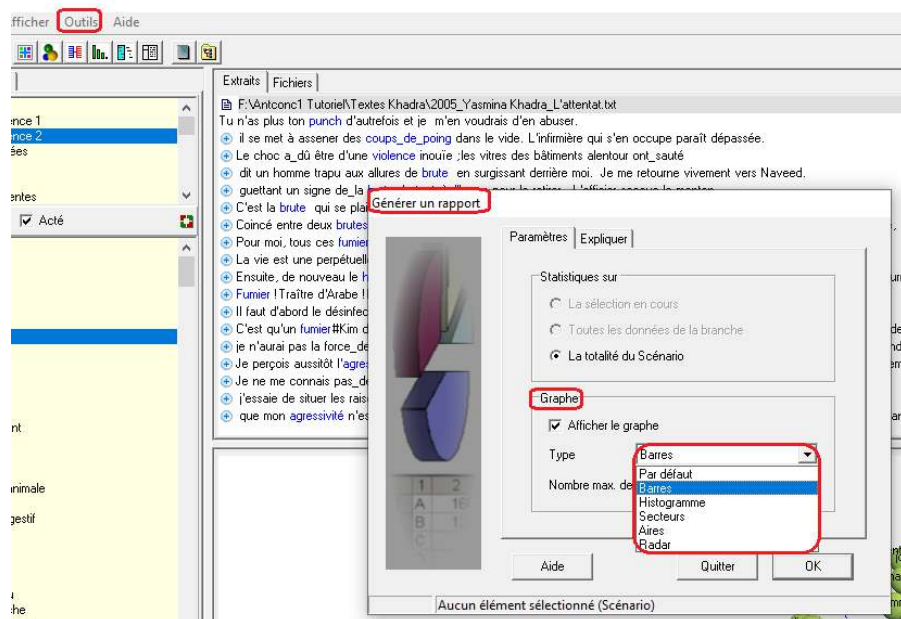 Afficher Outils Aide
Extraits Fichiers
F:\Antconc1 Tutoriel\Textes Khadra\2005_Yasmina Khadra_L'attentat.txt
Tu n'as plus ton punch d'autrefois et je m'en voudrais d'en abuser.
il se met à assener des coups_de_poing dans le vide. L'infirmière qui s'en occupe paraît dépassée.
Le choc a_dû être d'une violence inouïe ;les vitres des bâtiments alentour ont_sauté
dit un homme trapu aux allures de brute en surgissant derrière moi. Je me retourne vivement vers Naveed.
guettant un signe de_la
C'est la brute qui se plai
Coincé entre deux brutes
Pour moi, tous ces fumier
La vie est une perpétuell
Ensuite, de nouveau le h
Fumier ! Traître d'Arabe !
Il faut d'abord le désinfec
C'est qu'un fumier#Kim d
je n'aurai pas la force_de
Je perçois aussitôt l'agre
Je ne me connais pas_d
j'essaie de situer les rais
que mon agressivité n'es
ence 1
ence 2
ées
entes
Acté
nt
nimale
gestif
u
che
Générer un rapport
Paramètres Expliquer
Statistiques sur
La sélection en cours
Toutes les données de la branche
La totalité du Scénario
Graphe
Afficher le graphe
Type Barres
Nombre max. de
Par défaut
Barres
Histogramme
Secteurs
Aires
Radar
1 2
A 16
B 1
C
Aide Quitter OK
Aucun élément sélectionné (Scénario)